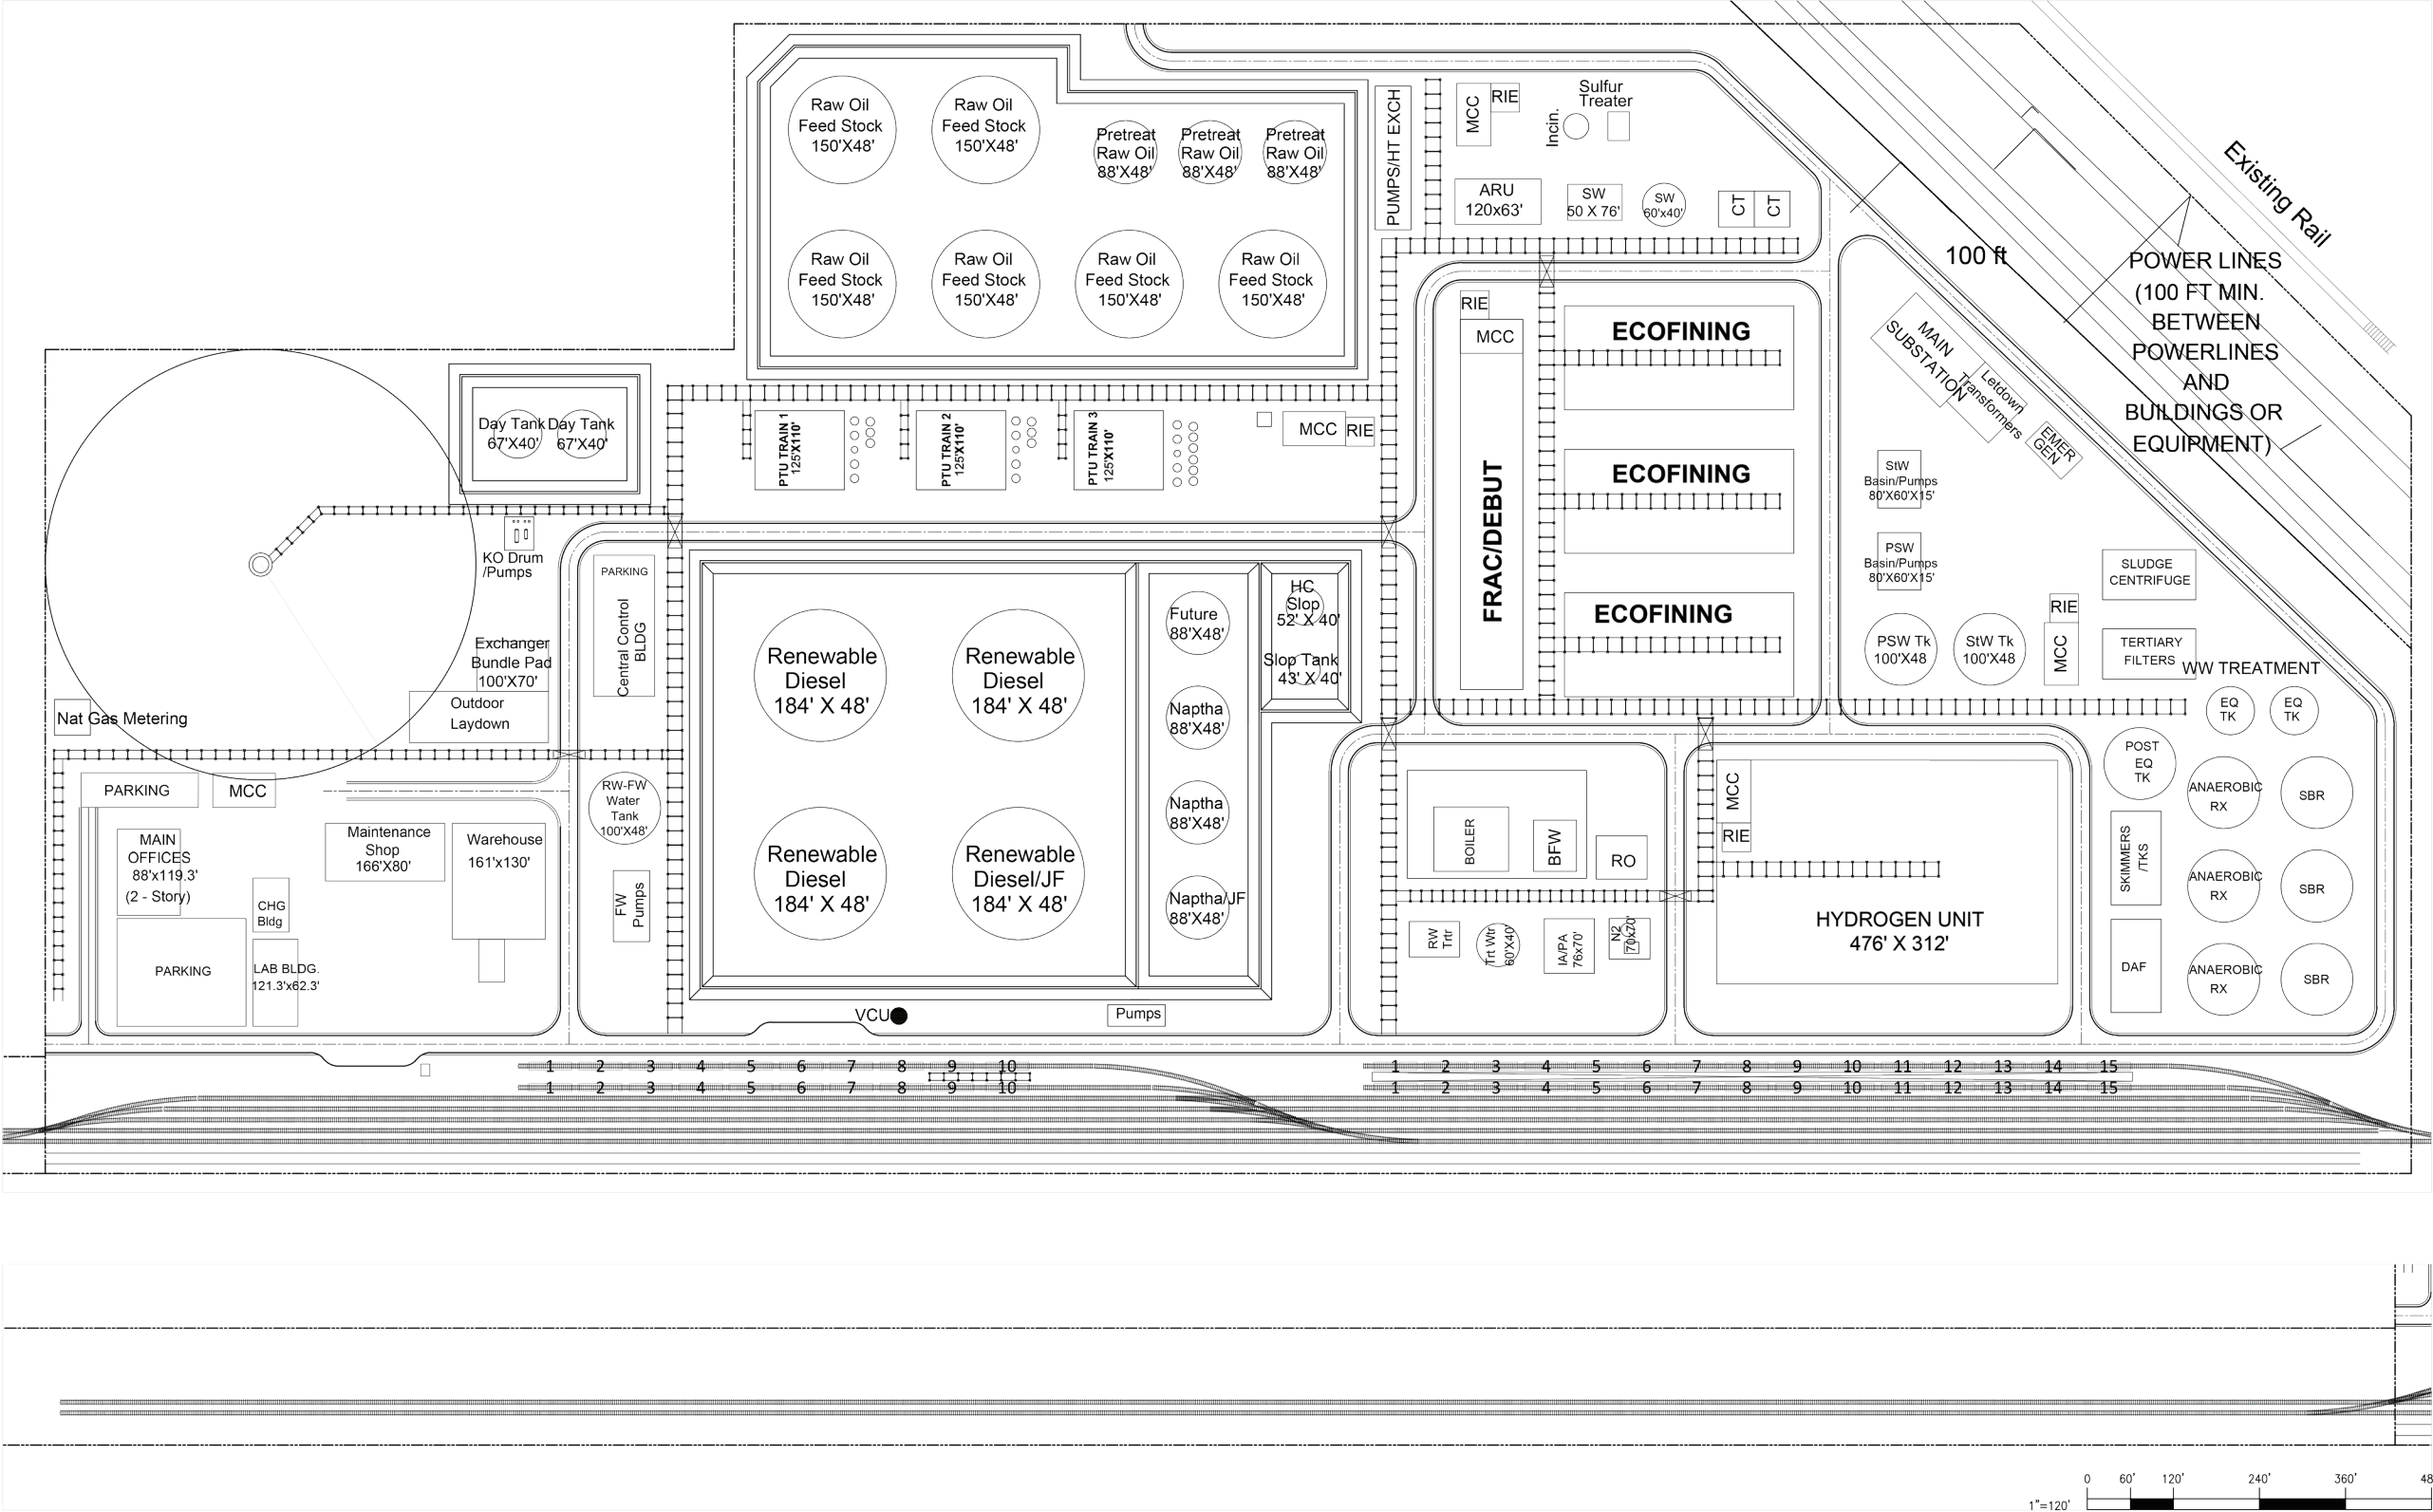 Raw Oil
Feed Stock
150'X48'
Raw Oil
Feed Stock
150'X48'
Pretreat
Raw Oil
88'X48'
Pretreat
Raw Oil
88'X48'
Pretreat
Raw Oil
88'X48'
Raw Oil
Feed Stock
150'X48'
Raw Oil
Feed Stock
150'X48'
Raw Oil
Feed Stock
150'X48'
Raw Oil
Feed Stock
150'X48'
PUMPS/HT EXCH
MCC
RIE
Incin.
Sulfur
Treater
ARU
120x63'
SW
50 X 76'
SW
60'x40'
CT
CT
Existing Rail
100 ft
POWER LINES
(100 FT MIN.
BETWEEN
POWERLINES
AND
BUILDINGS OR
EQUIPMENT)
Day Tank
67'X40'
Day Tank
67'X40'
KO Drum
/Pumps
PTU TRAIN 1
125'X110'
PTU TRAIN 2
125'X110'
PTU TRAIN 3
125'X110'
MCC
RIE
RIE
MCC
FRAC/DEBUT
ECOFINING
ECOFINING
ECOFINING
MAIN
SUBSTATION
Letdown
Transformers
EMER
GEN
StW
Basin/Pumps
80'X60'X15'
PSW
Basin/Pumps
80'X60'X15'
PSW Tk
100'X48
StW Tk
100'X48
RIE
MCC
SLUDGE
CENTRIFUGE
TERTIARY
FILTERS
WW TREATMENT
EQ
TK
EQ
TK
POST
EQ
TK
ANAEROBIC
RX
SBR
SKIMMERS
/TKS
ANAEROBIC
RX
SBR
DAF
ANAEROBIC
RX
SBR
Exchanger
Bundle Pad
100'X70'
Outdoor
Laydown
Nat Gas Metering
PARKING
Central Control
BLDG
Renewable
Diesel
184' X 48'
Renewable
Diesel
184' X 48'
Renewable
Diesel
184' X 48'
Renewable
Diesel/JF
184' X 48'
Future
88'X48'
Naptha
88'X48'
Naptha
88'X48'
Naptha/JF
88'X48'
HC
Slop
52' X 40'
Slop Tank
43' X 40'
PARKING
MCC
MAIN
OFFICES
88'x119.3'
(2 - Story)
CHG
Bldg
PARKING
LAB BLDG.
121.3'x62.3'
Maintenance
Shop
166'X80'
Warehouse
161'x130'
RW-FW
Water
Tank
100'X48'
FW
Pumps
VCU
Pumps
BOILER
BFW
RO
RW
Trtr
Trt Wtr
60'X40'
IA/PA
76x70'
N2
70x70'
MCC
RIE
HYDROGEN UNIT
476' X 312'
1 2 3 4 5 6 7 8 9 10
1 2 3 4 5 6 7 8 9 10
1 2 3 4 5 6 7 8 9 10 11 12 13 14 15
1 2 3 4 5 6 7 8 9 10 11 12 13 14 15
0 60' 120' 240' 360' 48
1"=120'